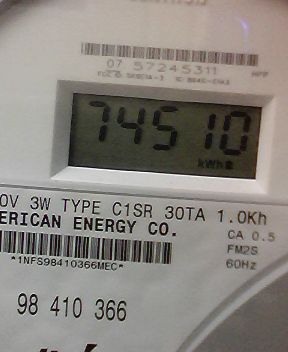 07 57245311
74510
kWh
0V 3W TYPE C1SR 30TA 1.0Kh
ERICAN ENERGY CO.
CA 0.5
FM2S
60Hz
*1NFS98410366MEC*
98 410 366